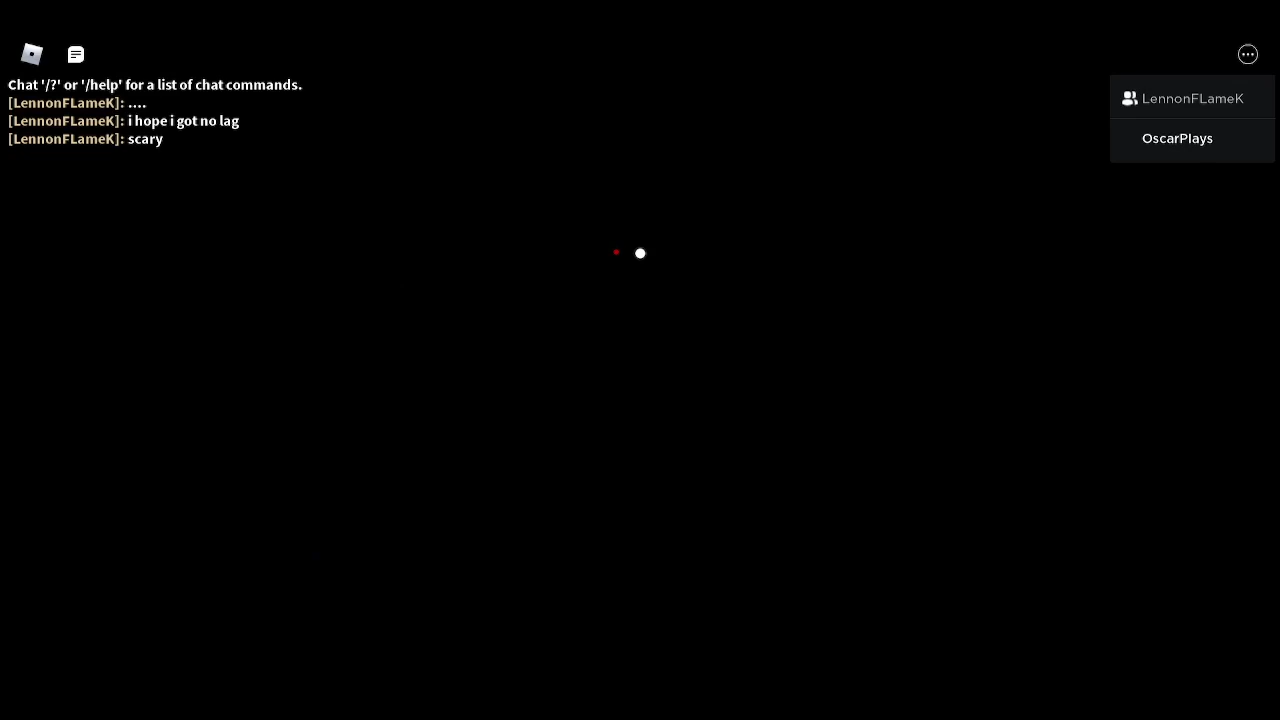 Chat '/?' or '/help' for a list of chat commands.
[LennonFLameK]: ....
[LennonFLameK]: i hope i got no lag
[LennonFLameK]: scary
LennonFLameK
OscarPlays